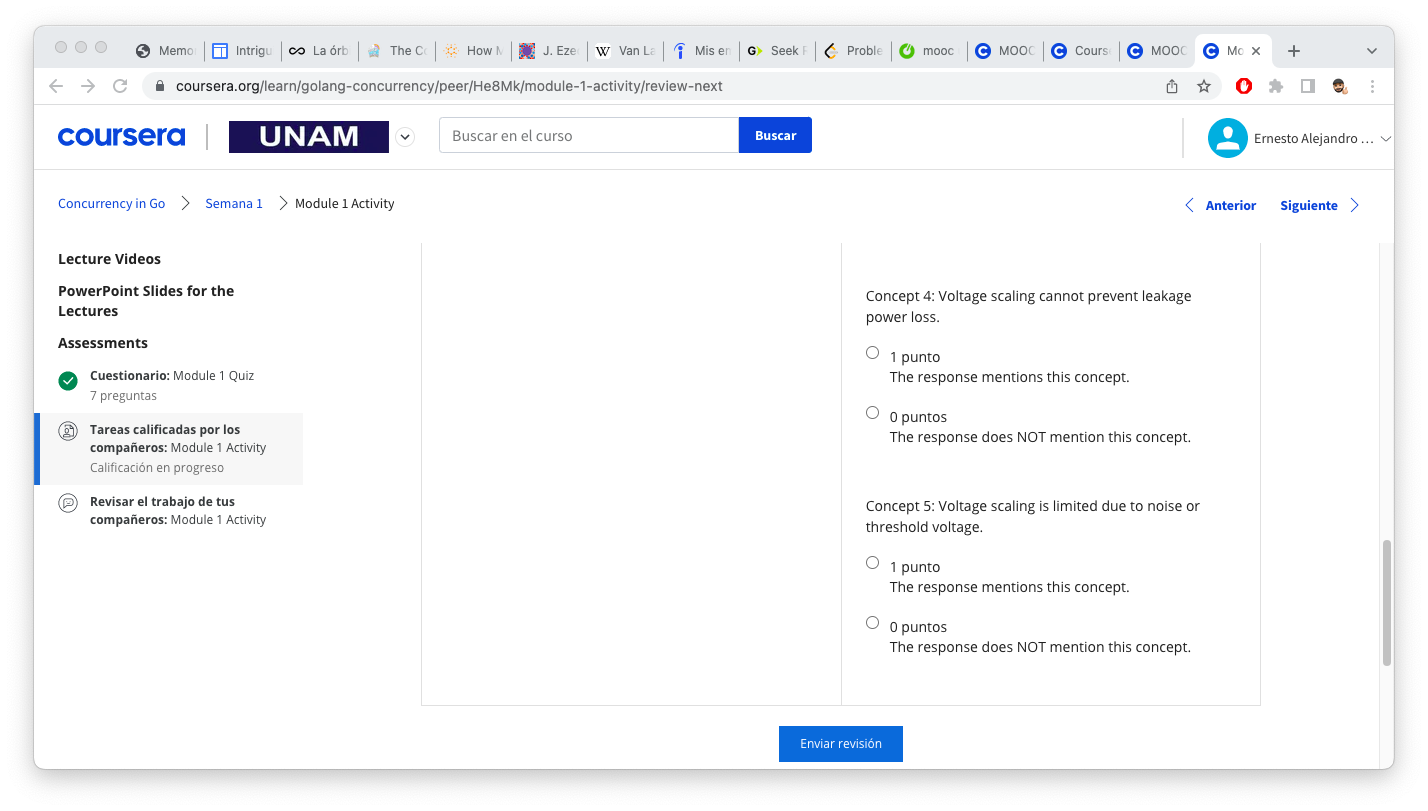 Memo
Intrigu
La órb
The Co
How M
J. Ezec
W
Van La
Mis en
G
Seek F
Proble
mooc
MOOC
Cours
MOOC
Mo
coursera.org/learn/golang-concurrency/peer/He8Mk/module-1-activity/review-next
coursera
UNAM
Buscar en el curso
Buscar
Ernesto Alejandro ...
Concurrency in Go
Semana 1
Module 1 Activity
Anterior
Siguiente
Lecture Videos
PowerPoint Slides for the
Lectures
Assessments
Cuestionario: Module 1 Quiz
7 preguntas
Tareas calificadas por los
compañeros: Module 1 Activity
Calificación en progreso
Revisar el trabajo de tus
compañeros: Module 1 Activity
Concept 4: Voltage scaling cannot prevent leakage
power loss.
1 punto
The response mentions this concept.
0 puntos
The response does NOT mention this concept.
Concept 5: Voltage scaling is limited due to noise or
threshold voltage.
1 punto
The response mentions this concept.
0 puntos
The response does NOT mention this concept.
Enviar revisión